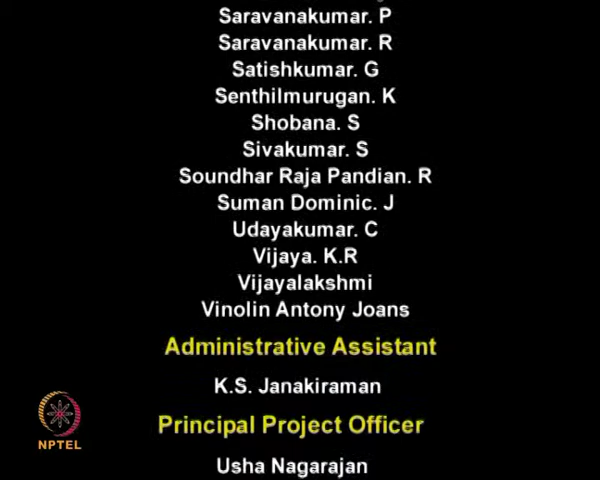 Saravanakumar. P
Saravanakumar. R
Satishkumar. G
Senthilmurugan. K
Shobana. S
Sivakumar. S
Soundhar Raja Pandian. R
Suman Dominic. J
Udayakumar. C
Vijaya. K.R
Vijayalakshmi
Vinolin Antony Joans
Administrative Assistant
K.S. Janakiraman
Principal Project Officer
NPTEL
Usha Nagarajan